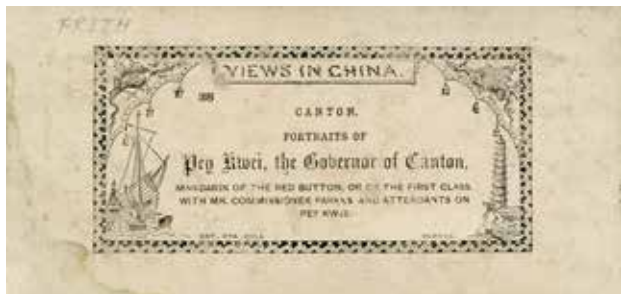 FRITH
VIEWS IN CHINA.
CANTON.
PORTRAITS OF
Pey Kwei, the Governor of Canton,
MANDARIN OF THE RED BUTTON, OR OF THE FIRST CLASS,
WITH MR. COMMISSIONER PARKES AND ATTENDANTS ON
PEY KWEI.